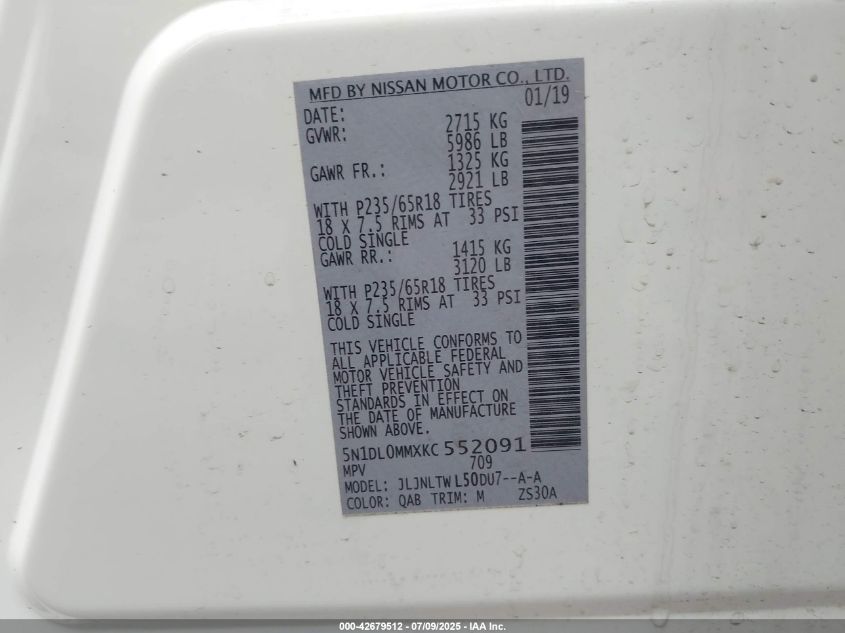 MFD BY NISSAN MOTOR CO., LTD.
DATE: 01/19
GVWR: 2715 KG
5986 LB
GAWR FR.: 1325 KG
2921 LB
WITH P235/65R18 TIRES
18 X 7.5 RIMS AT 33 PSI
COLD SINGLE
GAWR RR.: 1415 KG
3120 LB
WITH P235/65R18 TIRES
18 X 7.5 RIMS AT 33 PSI
COLD SINGLE
THIS VEHICLE CONFORMS TO
ALL APPLICABLE FEDERAL
MOTOR VEHICLE SAFETY AND
THEFT PREVENTION
STANDARDS IN EFFECT ON
THE DATE OF MANUFACTURE
SHOWN ABOVE.
5N1DL0MMXKC 552091
MPV 709
MODEL: JLJNLTW L50DU7--A-A
COLOR: QAB TRIM: M ZS30A
000-42679512 - 07/09/2025 - IAA Inc.